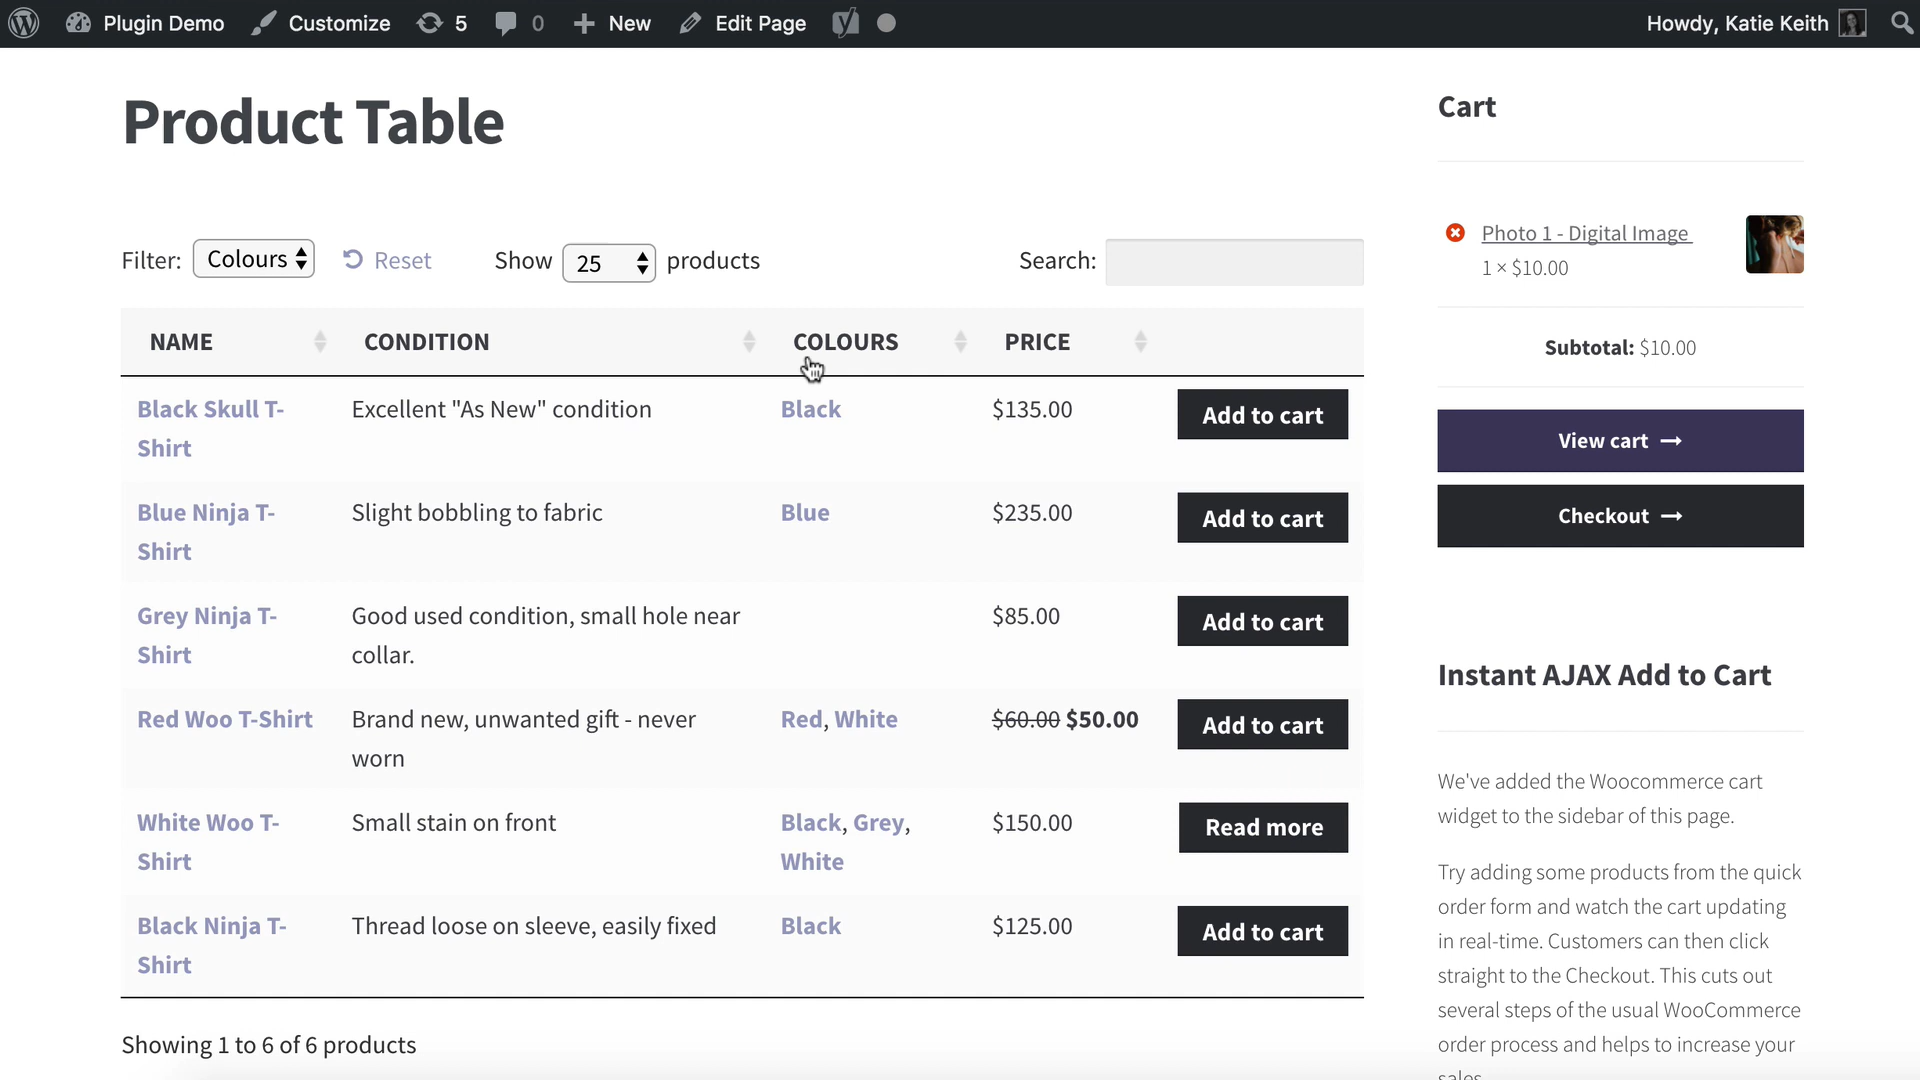 Plugin Demo Customize 5 0 New Edit Page Howdy, Katie Keith
Product Table
Filter: Colours Reset Show 25 products Search:
NAME CONDITION COLOURS PRICE
Black Skull T- Excellent "As New" condition Black $135.00 Add to cart
Shirt
Blue Ninja T- Slight bobbling to fabric Blue $235.00 Add to cart
Shirt
Grey Ninja T- Good used condition, small hole near $85.00 Add to cart
Shirt collar.
Red Woo T-Shirt Brand new, unwanted gift - never Red, White $60.00 $50.00 Add to cart
worn
White Woo T- Small stain on front Black, Grey, $150.00 Read more
Shirt White
Black Ninja T- Thread loose on sleeve, easily fixed Black $125.00 Add to cart
Shirt
Showing 1 to 6 of 6 products
Cart
Photo 1 - Digital Image
1 × $10.00
Subtotal: $10.00
View cart →
Checkout →
Instant AJAX Add to Cart
We've added the Woocommerce cart
widget to the sidebar of this page.
Try adding some products from the quick
order form and watch the cart updating
in real-time. Customers can then click
straight to the Checkout. This cuts out
several steps of the usual WooCommerce
order process and helps to increase your
sales.